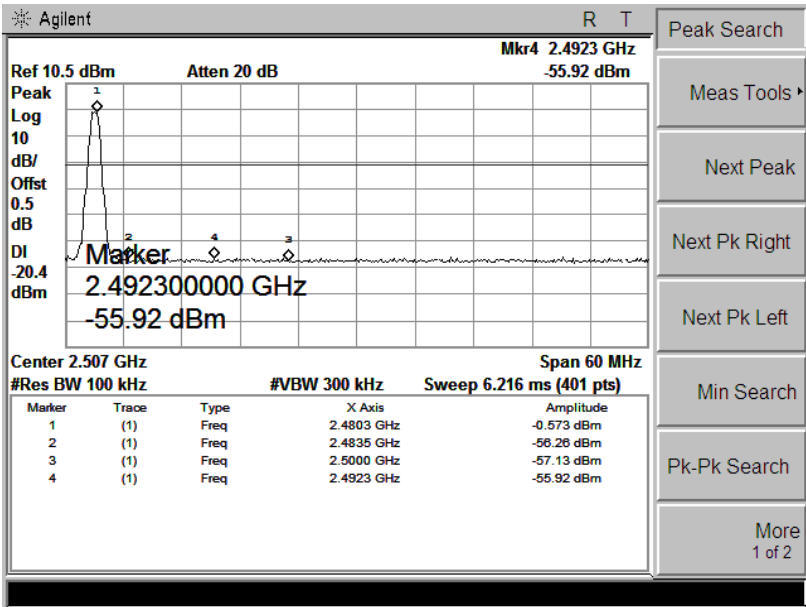 Agilent R T
Mkr4 2.4923 GHz
Ref 10.5 dBm Atten 20 dB -55.92 dBm
Peak
Log
10
dB/
Offst
0.5
dB
DI
-20.4
dBm
1
2
4
3
Marker
2.492300000 GHz
-55.92 dBm
Center 2.507 GHz Span 60 MHz
#Res BW 100 kHz #VBW 300 kHz Sweep 6.216 ms (401 pts)
Marker Trace Type X Axis Amplitude
1 (1) Freq 2.4803 GHz -0.573 dBm
2 (1) Freq 2.4835 GHz -56.26 dBm
3 (1) Freq 2.5000 GHz -57.13 dBm
4 (1) Freq 2.4923 GHz -55.92 dBm
Peak Search
Meas Tools
Next Peak
Next Pk Right
Next Pk Left
Min Search
Pk-Pk Search
More
1 of 2